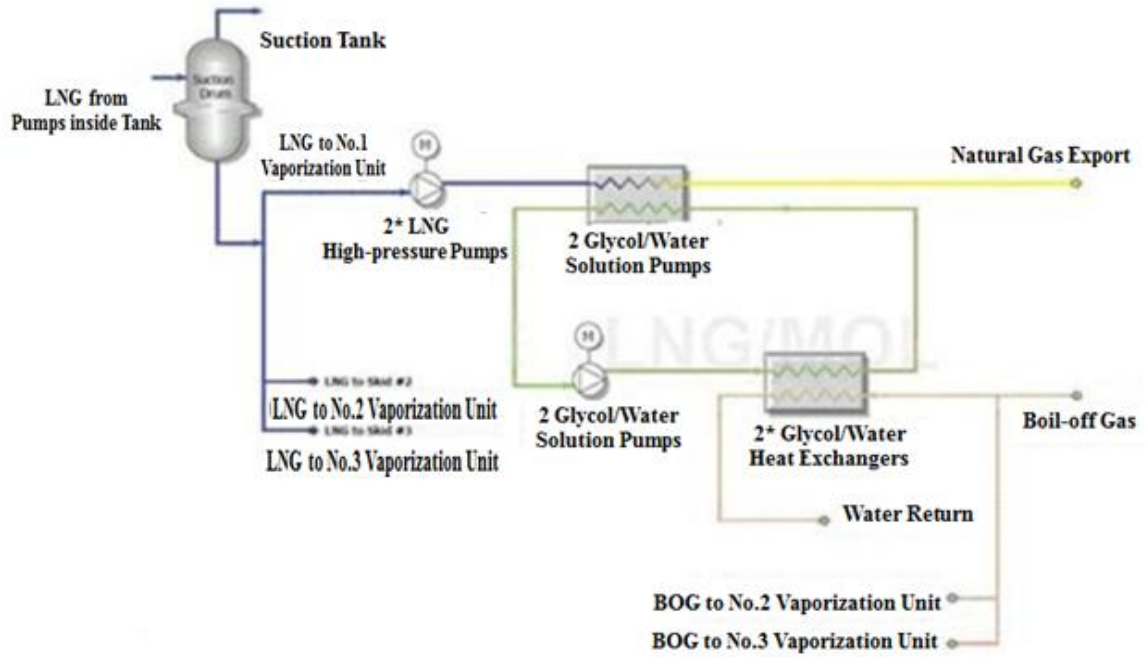 Suction Tank
Suction
Drum
LNG from
Pumps inside Tank
LNG to No.1
Vaporization Unit
M
Natural Gas Export
2* LNG
High-pressure Pumps
2 Glycol/Water
Solution Pumps
LNG/MOL
M
LNG to Skid #2
LNG to No.2 Vaporization Unit
LNG to Skid #3
LNG to No.3 Vaporization Unit
2 Glycol/Water
Solution Pumps
2* Glycol/Water
Heat Exchangers
Boil-off Gas
Water Return
BOG to No.2 Vaporization Unit
BOG to No.3 Vaporization Unit